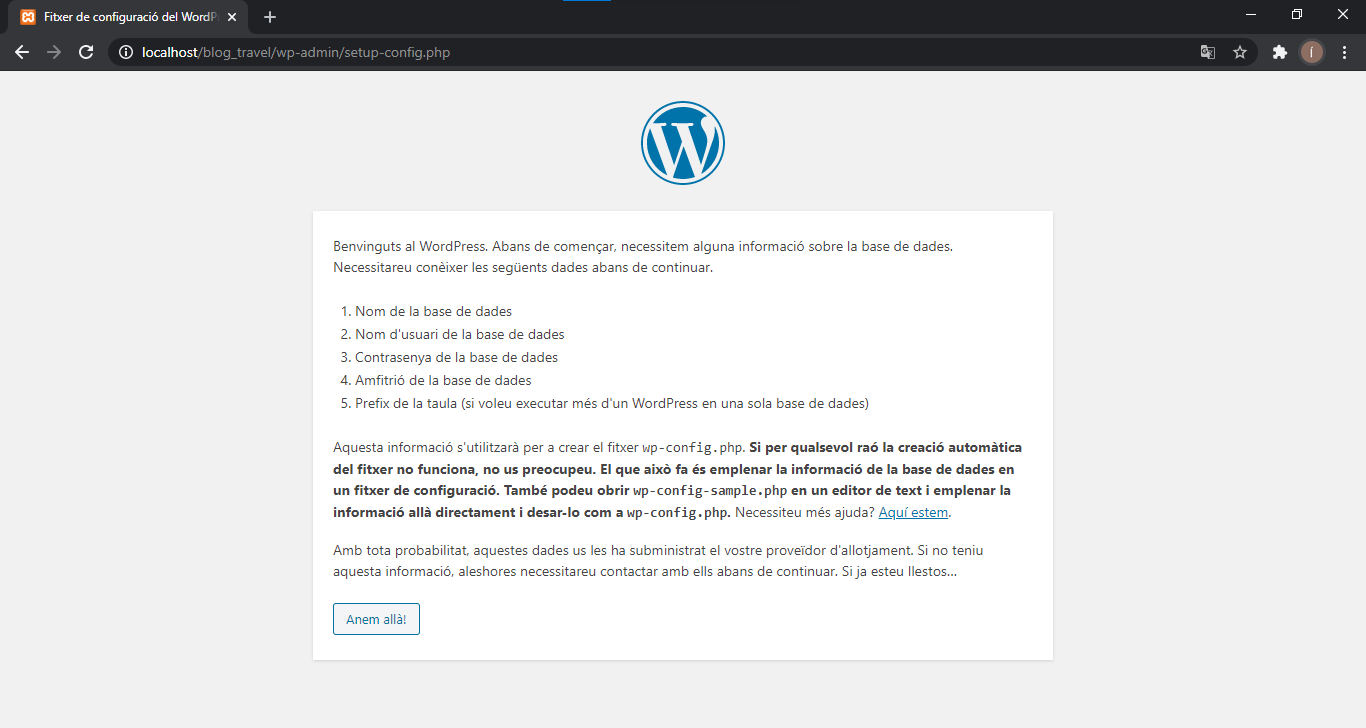 Fitxer de configuració del WordP
localhost/blog_travel/wp-admin/setup-config.php
Í
Benvinguts al WordPress. Abans de començar, necessitem alguna informació sobre la base de dades.
Necessitareu conèixer les següents dades abans de continuar.
1. Nom de la base de dades
2. Nom d'usuari de la base de dades
3. Contrasenya de la base de dades
4. Amfitrió de la base de dades
5. Prefix de la taula (si voleu executar més d'un WordPress en una sola base de dades)
Aquesta informació s'utilitzarà per a crear el fitxer wp-config.php. Si per qualsevol raó la creació automàtica
del fitxer no funciona, no us preocupeu. El que això fa és emplenar la informació de la base de dades en
un fitxer de configuració. També podeu obrir wp-config-sample.php en un editor de text i emplenar la
informació allà directament i desar-lo com a wp-config.php. Necessiteu més ajuda? Aquí estem.
Amb tota probabilitat, aquestes dades us les ha subministrat el vostre proveïdor d'allotjament. Si no teniu
aquesta informació, aleshores necessitareu contactar amb ells abans de continuar. Si ja esteu llestos…
Anem allà!